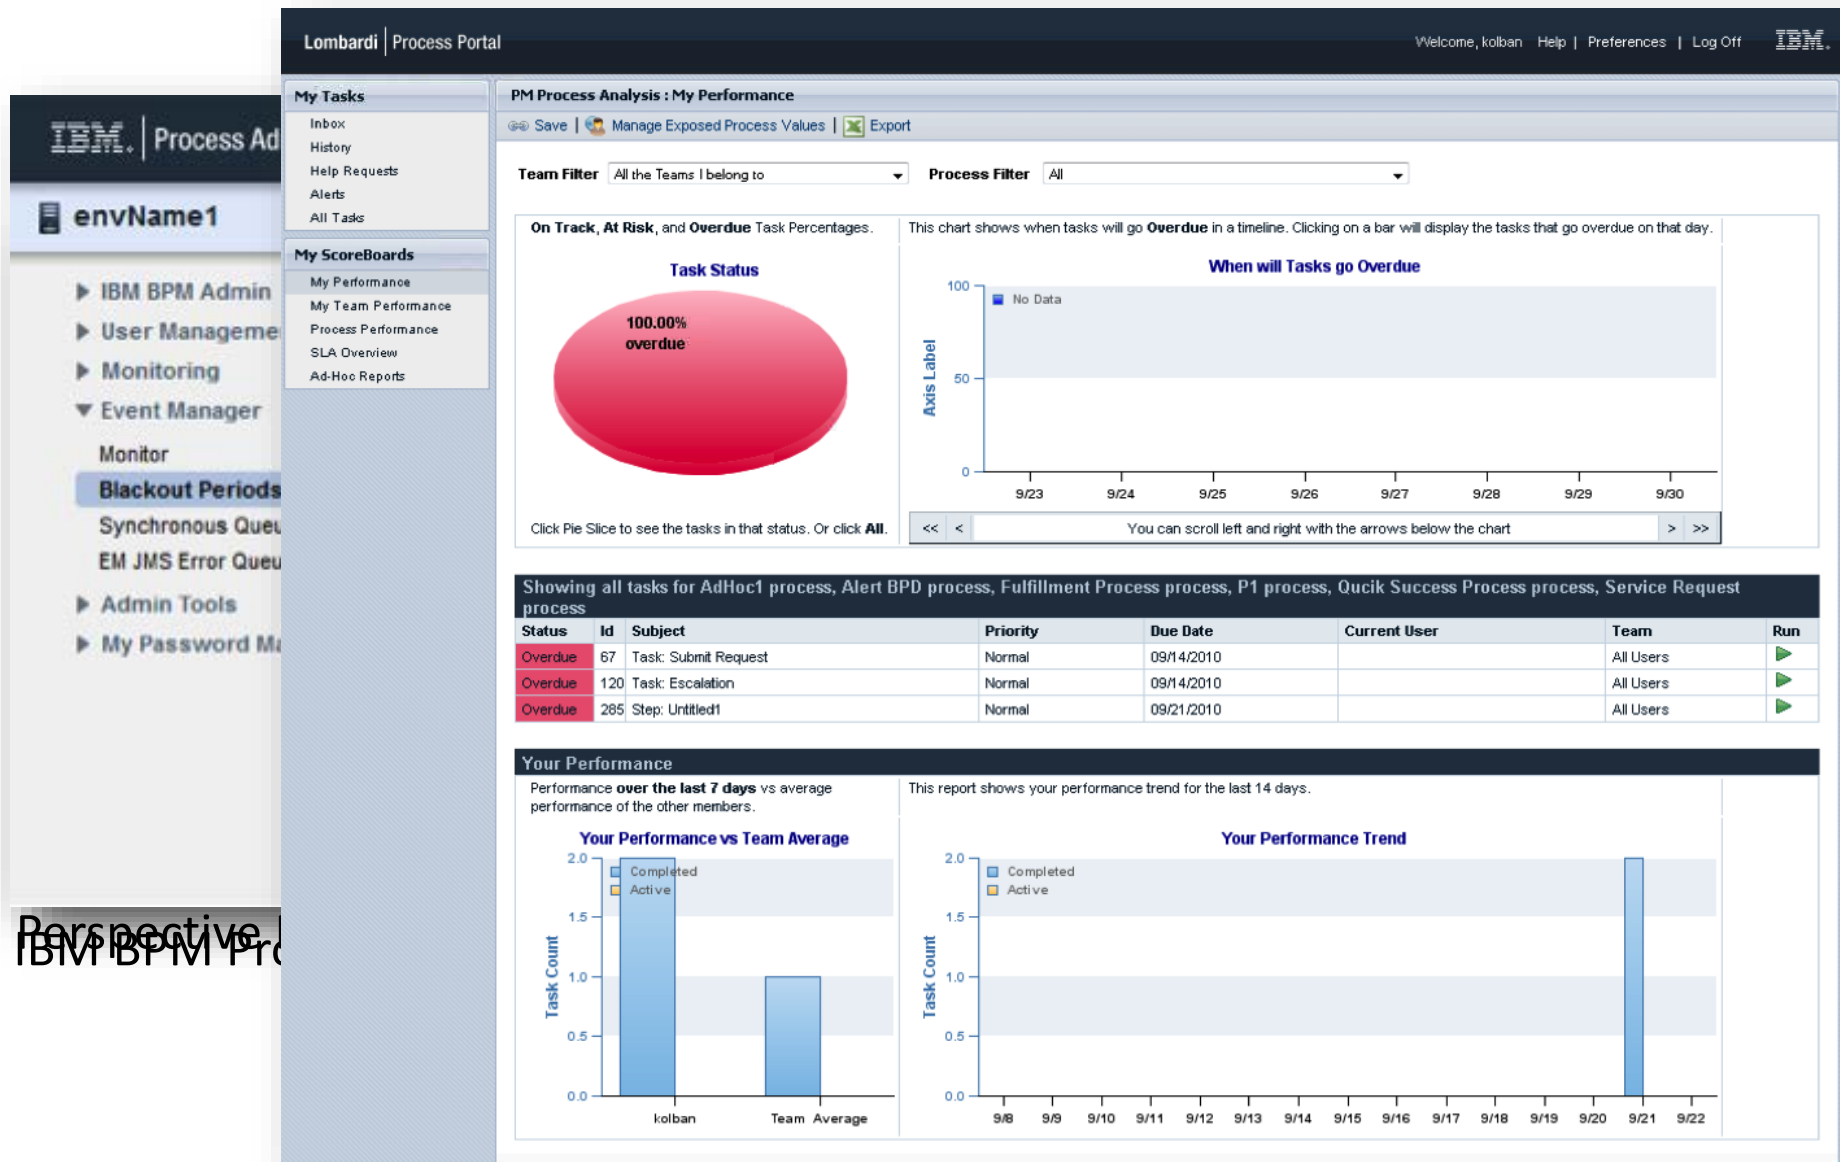 Lombardi | Process Portal
Welcome, kolban Help | Preferences | Log Off IBM.
IBM. | Process Ad
envName1
IBM BPM Admin
User Manageme
Monitoring
Event Manager
Monitor
Blackout Periods
Synchronous Queu
EM JMS Error Queu
Admin Tools
My Password Ma
Perspective
IBM BPM Pro
My Tasks
Inbox
History
Help Requests
Alerts
All Tasks
My ScoreBoards
My Performance
My Team Performance
Process Performance
SLA Overview
Ad-Hoc Reports
PM Process Analysis : My Performance
Save | Manage Exposed Process Values | Export
Team Filter All the Teams I belong to Process Filter All
On Track, At Risk, and Overdue Task Percentages.
Task Status
100.00%
overdue
Click Pie Slice to see the tasks in that status. Or click All.
This chart shows when tasks will go Overdue in a timeline. Clicking on a bar will display the tasks that go overdue on that day.
When will Tasks go Overdue
No Data
Axis Label
100
50
0
9/23 9/24 9/25 9/26 9/27 9/28 9/29 9/30
<< < You can scroll left and right with the arrows below the chart > >>
Showing all tasks for AdHoc1 process, Alert BPD process, Fulfillment Process process, P1 process, Qucik Success Process process, Service Request
process
Status Id Subject Priority Due Date Current User Team Run
Overdue 67 Task: Submit Request Normal 09/14/2010 All Users
Overdue 120 Task: Escalation Normal 09/14/2010 All Users
Overdue 285 Step: Untitled1 Normal 09/21/2010 All Users
Your Performance
Performance over the last 7 days vs average
performance of the other members.
Your Performance vs Team Average
Completed
Active
Task Count
2.0
1.5
1.0
0.5
0.0
kolban Team Average
This report shows your performance trend for the last 14 days.
Your Performance Trend
Completed
Active
Task Count
2.0
1.5
1.0
0.5
0.0
9/8 9/9 9/10 9/11 9/12 9/13 9/14 9/15 9/16 9/17 9/18 9/19 9/20 9/21 9/22